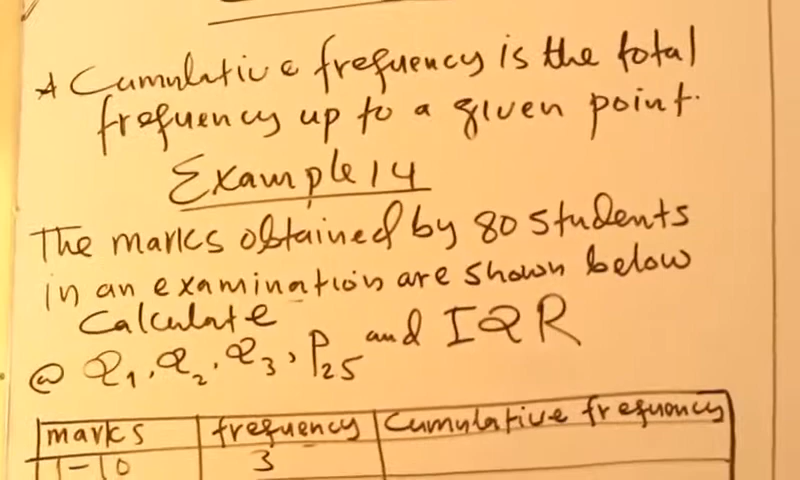 * Cumulative frequency is the total
frequency up to a given point.
Example 14
The marks obtained by 80 students
in an examination are shown below
Calculate
@ Q1, Q2, Q3, P25 and IQR
marks frequency Cumulative frequency
1-10 3